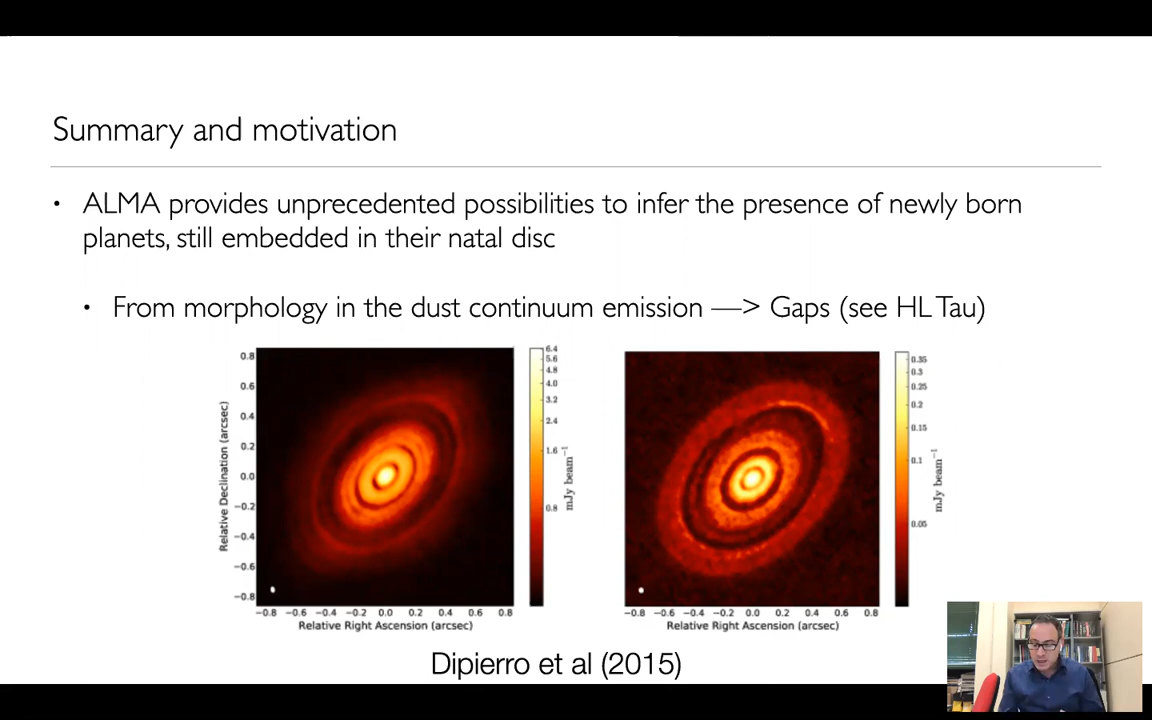 Summary and motivation
• ALMA provides unprecedented possibilities to infer the presence of newly born
planets, still embedded in their natal disc
• From morphology in the dust continuum emission —> Gaps (see HL Tau)
0.8
0.6
0.4
0.2
0.0
−0.2
−0.4
−0.6
−0.8
Relative Declination (arcsec)
−0.8 −0.6 −0.4 −0.2 0.0 0.2 0.4 0.6 0.8
Relative Right Ascension (arcsec)
6.4
5.6
4.8
4.0
3.2
2.4
1.6
0.8
mJy beam⁻¹
−0.8 −0.6 −0.4 −0.2 0.0 0.2 0.4 0.6 0.8
Relative Right Ascension (arcsec)
0.35
0.3
0.25
0.2
0.15
0.1
0.05
mJy beam⁻¹
Dipierro et al (2015)